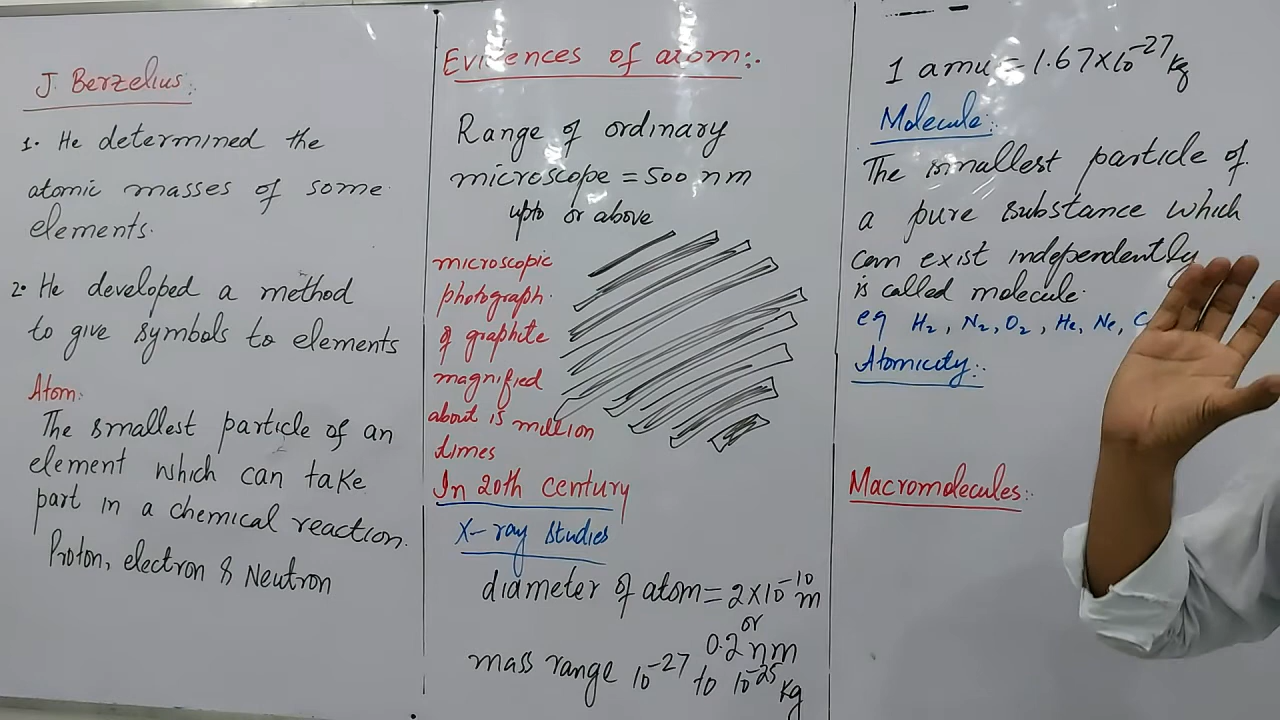 J. Berzelius:.
1. He determined the
atomic masses of some
elements.
2. He developed a method
to give symbols to elements
Atom:
The smallest particle of an
element which can take
part in a chemical reaction.
Proton, electron & Neutron
Evidences of atom:.
Range of ordinary
microscope = 500 nm
upto or above
microscopic
photograph.
of graphite
magnified
about 15 million
times
In 20th century
X-ray Studies
diameter of atom = 2×10⁻¹⁰ m
or
0.2 nm
mass range 10⁻²⁷ to 10⁻²⁵ kg
1 amu = 1.67×10⁻²⁷ kg
Molecule:.
The smallest particle of
a pure substance which
can exist independently
is called molecule.
eg H₂, N₂, O₂, He, Ne,
Atomicity:.
Macromolecules:.